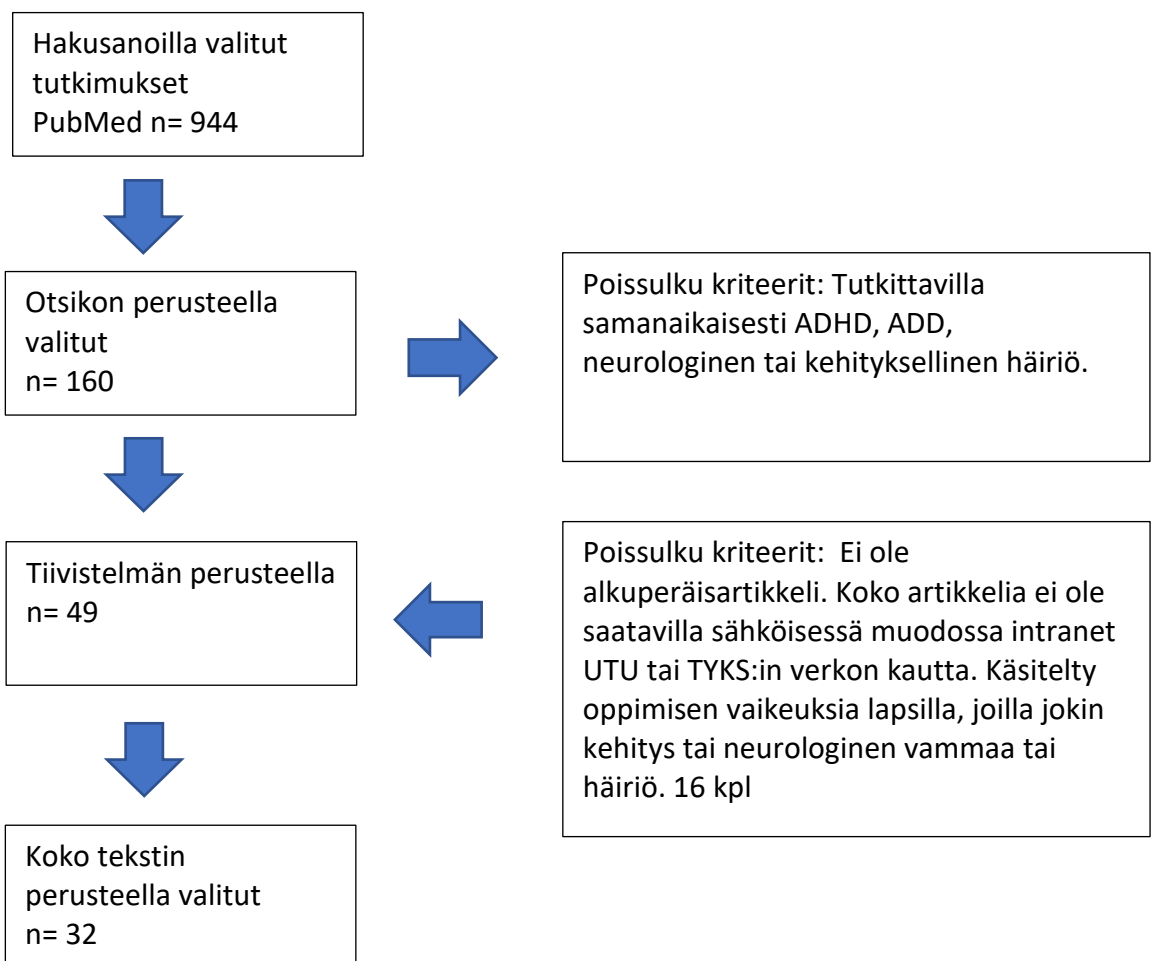 Hakusanoilla valitut
tutkimukset
PubMed n= 944
Otsikon perusteella
valitut
n= 160
Poissulku kriteerit: Tutkittavilla
samanaikaisesti ADHD, ADD,
neurologinen tai kehityksellinen häiriö.
Tiivistelmän perusteella
n= 49
Poissulku kriteerit:  Ei ole
alkuperäisartikkeli. Koko artikkelia ei ole
saatavilla sähköisessä muodossa intranet
UTU tai TYKS:in verkon kautta. Käsitelty
oppimisen vaikeuksia lapsilla, joilla jokin
kehitys tai neurologinen vammaa tai
häiriö. 16 kpl
Koko tekstin
perusteella valitut
n= 32